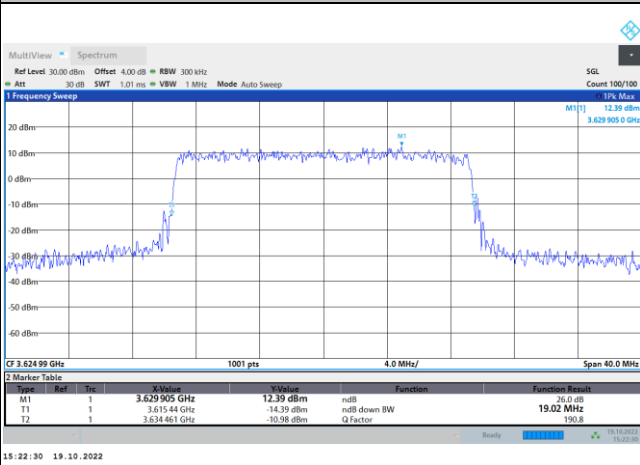 MultiView Spectrum
Ref Level 30.00 dBm Offset 4.00 dB RBW 300 kHz SGL
Att 30 dB SWT 1.01 ms VBW 1 MHz Mode Auto Sweep Count 100/100
1 Frequency Sweep 1Pk Max
M1[1] 12.39 dBm
3.629 905 0 GHz
20 dBm
M1
10 dBm
0 dBm
-10 dBm
-20 dBm
-30 dBm
-40 dBm
-50 dBm
-60 dBm
CF 3.624 99 GHz 1001 pts 4.0 MHz/ Span 40.0 MHz
2 Marker Table
Type Ref Trc X-Value Y-Value Function Function Result
M1 1 3.629 905 GHz 12.39 dBm ndB 26.0 dB
T1 1 3.615 44 GHz -14.39 dBm ndB down BW 19.02 MHz
T2 1 3.634 461 GHz -10.98 dBm Q Factor 190.8
Ready 19.10.2022
15:22:30
15:22:30 19.10.2022